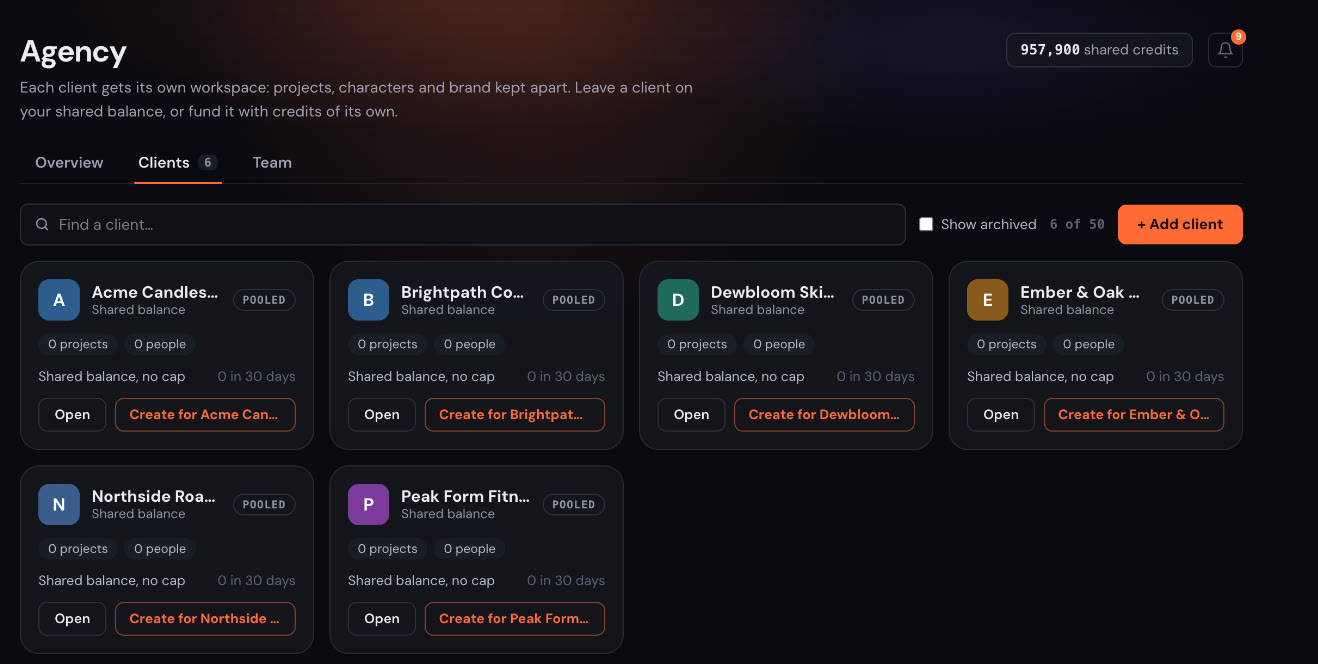 Agency
957,900 shared credits
9
Each client gets its own workspace: projects, characters and brand kept apart. Leave a client on
your shared balance, or fund it with credits of its own.
Overview
Clients 6
Team
Find a client...
Show archived
6 of 50
+ Add client
A
Acme Candles...
POOLED
Shared balance
0 projects
0 people
Shared balance, no cap
0 in 30 days
Open
Create for Acme Can...
B
Brightpath Co...
POOLED
Shared balance
0 projects
0 people
Shared balance, no cap
0 in 30 days
Open
Create for Brightpat...
D
Dewbloom Ski...
POOLED
Shared balance
0 projects
0 people
Shared balance, no cap
0 in 30 days
Open
Create for Dewbloom...
E
Ember & Oak ...
POOLED
Shared balance
0 projects
0 people
Shared balance, no cap
0 in 30 days
Open
Create for Ember & O...
N
Northside Roa...
POOLED
Shared balance
0 projects
0 people
Shared balance, no cap
0 in 30 days
Open
Create for Northside ...
P
Peak Form Fitn...
POOLED
Shared balance
0 projects
0 people
Shared balance, no cap
0 in 30 days
Open
Create for Peak Form...